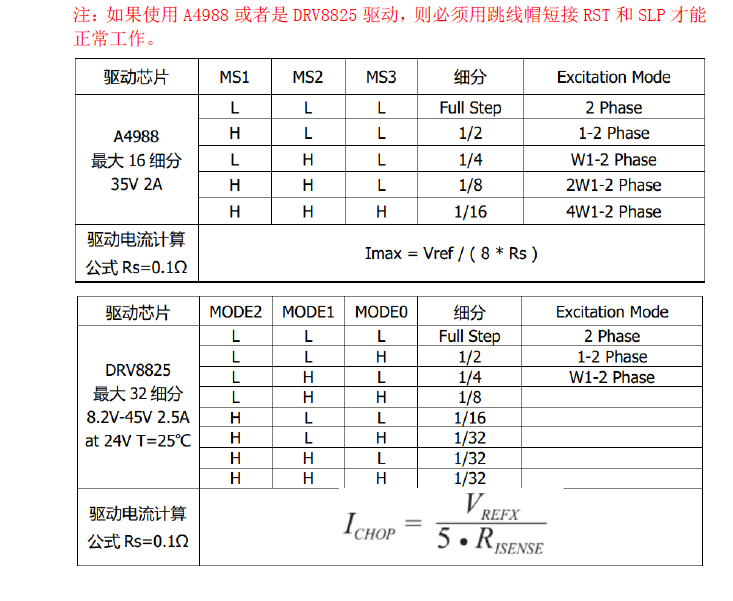 注：如果使用 A4988 或者是 DRV8825 驱动，则必须用跳线帽短接 RST 和 SLP 才能
正常工作。
驱动芯片 MS1 MS2 MS3 细分 Excitation Mode
A4988
最大 16 细分
35V 2A
L L L Full Step 2 Phase
H L L 1/2 1-2 Phase
L H L 1/4 W1-2 Phase
H H L 1/8 2W1-2 Phase
H H H 1/16 4W1-2 Phase
驱动电流计算
公式 Rs=0.1Ω
Imax = Vref / ( 8 * Rs )
驱动芯片 MODE2 MODE1 MODE0 细分 Excitation Mode
DRV8825
最大 32 细分
8.2V-45V 2.5A
at 24V T=25℃
L L L Full Step 2 Phase
L L H 1/2 1-2 Phase
L H L 1/4 W1-2 Phase
L H H 1/8
H L L 1/16
H L H 1/32
H H L 1/32
H H H 1/32
驱动电流计算
公式 Rs=0.1Ω
I CHOP = V REFX / 5 • R ISENSE